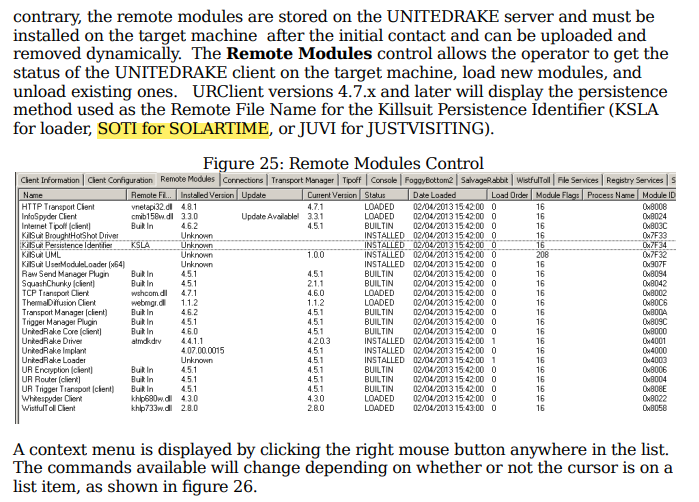 contrary, the remote modules are stored on the UNITEDRAKE server and must be
installed on the target machine after the initial contact and can be uploaded and
removed dynamically. The Remote Modules control allows the operator to get the
status of the UNITEDRAKE client on the target machine, load new modules, and
unload existing ones. URClient versions 4.7.x and later will display the persistence
method used as the Remote File Name for the Killsuit Persistence Identifier (KSLA
for loader, SOTI for SOLARTIME, or JUVI for JUSTVISITING).
Figure 25: Remote Modules Control
Client Information Client Configuration Remote Modules Connections Transport Manager Tipoff Console FoggyBottom2 SalvageRabbit WistfulToll File Services Registry Services S
Name Remote Fil... Installed Version Update Current Version Status Date Loaded Load Order Module Flags Process Name Module ID
HTTP Transport Client vnetapi32.dll 4.8.1 4.7.1 LOADED 02/04/2013 15:42:00 0 16 0x8008
InfoSpyder Client cmib158w.dll 3.3.0 Update Available! 3.3.1 LOADED 02/04/2013 15:42:00 0 16 0x8024
Internet Tipoff (client) Built In 4.6.2 4.5.1 BUILTIN 02/04/2013 15:42:00 0 16 0x803C
KillSuit BroughtHotShot Driver Unknown INSTALLED 02/04/2013 15:42:00 0 16 0x7F33
KillSuit Persistence Identifier KSLA Unknown INSTALLED 02/04/2013 15:42:00 0 16 0x7F34
KillSuit UML Unknown 1.0.0 INSTALLED 02/04/2013 15:42:00 0 208 0x7F32
KillSuit UserModuleLoader (x64) Unknown INSTALLED 02/04/2013 15:42:00 0 16 0x907F
Raw Send Manager Plugin Built In 4.5.1 4.5.1 BUILTIN 02/04/2013 15:42:00 0 16 0x8094
SquashChunky (client) Built In 4.5.1 2.1.1 BUILTIN 02/04/2013 15:42:00 0 16 0x8042
TCP Transport Client wshcom.dll 4.7.1 4.6.0 LOADED 02/04/2013 15:42:00 0 16 0x8002
ThermalDiffusion Client webmgr.dll 1.1.2 1.1.2 LOADED 02/04/2013 15:42:00 0 16 0x80C6
Transport Manager (client) Built In 4.6.2 4.5.1 BUILTIN 02/04/2013 15:42:00 0 16 0x800A
Trigger Manager Plugin Built In 4.5.1 4.5.1 BUILTIN 02/04/2013 15:42:00 0 16 0x809C
UnitedRake Core (client) Built In 4.6.0 4.5.1 BUILTIN 02/04/2013 15:42:00 0 16 0x8000
UnitedRake Driver atmdkdrv 4.4.1.1 4.2.0.3 INSTALLED 02/04/2013 15:42:00 1 16 0x4001
UnitedRake Implant 4.07.00.0015 4.5.1 INSTALLED 02/04/2013 15:42:00 0 16 0x4000
UnitedRake Loader Unknown 4.5.1 INSTALLED 02/04/2013 15:42:00 1 16 0x4003
UR Encryption (client) Built In 4.5.1 4.5.1 BUILTIN 02/04/2013 15:42:00 0 16 0x8006
UR Router (client) Built In 4.5.1 4.5.1 BUILTIN 02/04/2013 15:42:00 0 16 0x8004
UR Trigger Transport (client) Built In 4.5.1 4.5.1 BUILTIN 02/04/2013 15:42:00 0 16 0x808E
Whitespyder Client khlp680w.dll 4.3.0 4.3.0 LOADED 02/04/2013 15:43:00 0 16 0x8022
WistfulToll Client khlp733w.dll 2.8.0 2.8.0 LOADED 02/04/2013 15:43:00 0 16 0x8058
A context menu is displayed by clicking the right mouse button anywhere in the list.
The commands available will change depending on whether or not the cursor is on a
list item, as shown in figure 26.